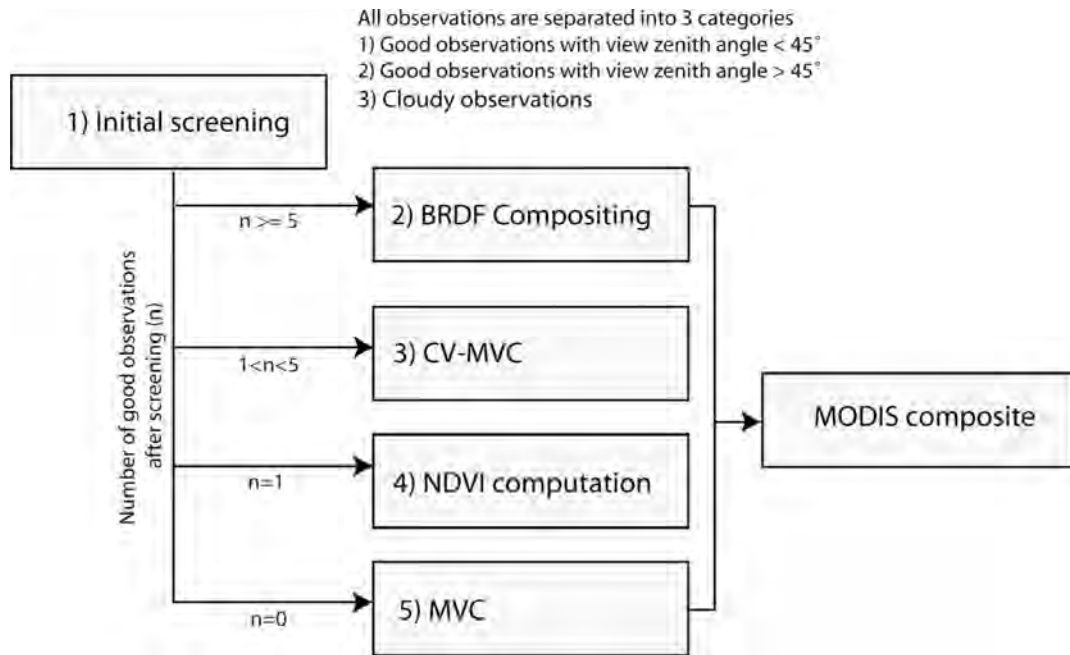 All observations are separated into 3 categories
1) Good observations with view zenith angle < 45°
2) Good observations with view zenith angle > 45°
3) Cloudy observations
1) Initial screening
n >= 5
2) BRDF Compositing
Number of good observations
after screening (n)
1<n<5
3) CV-MVC
MODIS composite
n=1
4) NDVI computation
n=0
5) MVC